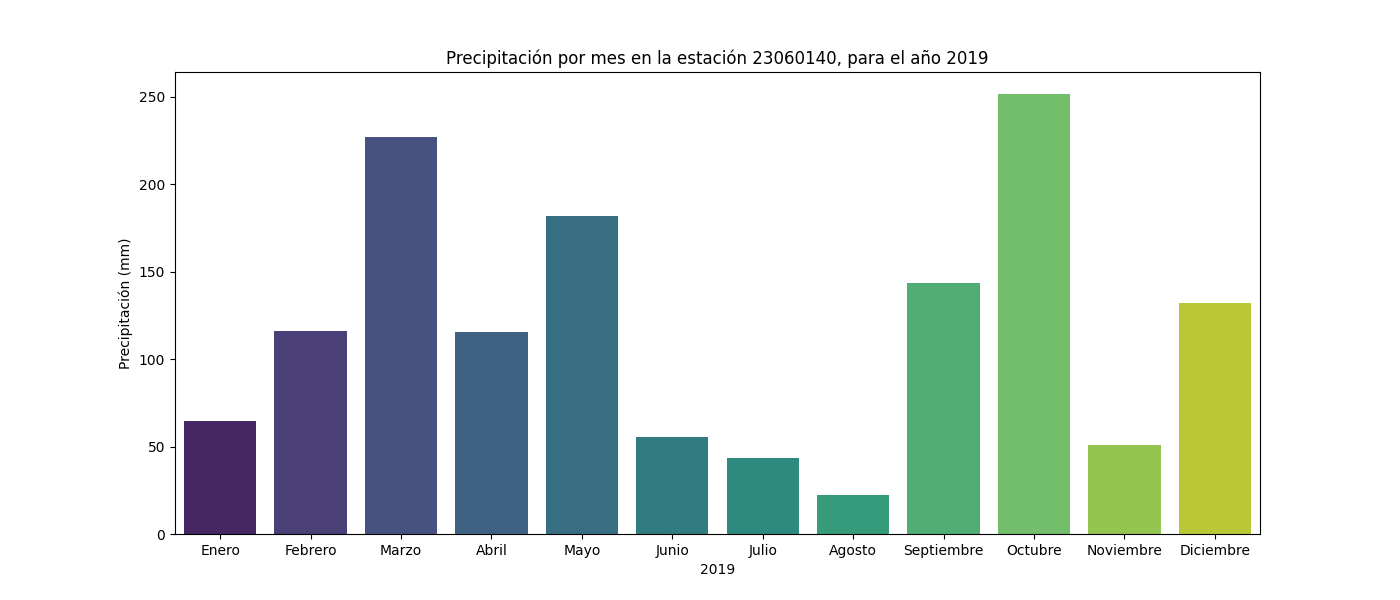 Precipitación por mes en la estación 23060140, para el año 2019
Precipitación (mm)
250
200
150
100
50
0
Enero Febrero Marzo Abril Mayo Junio Julio Agosto Septiembre Octubre Noviembre Diciembre
2019